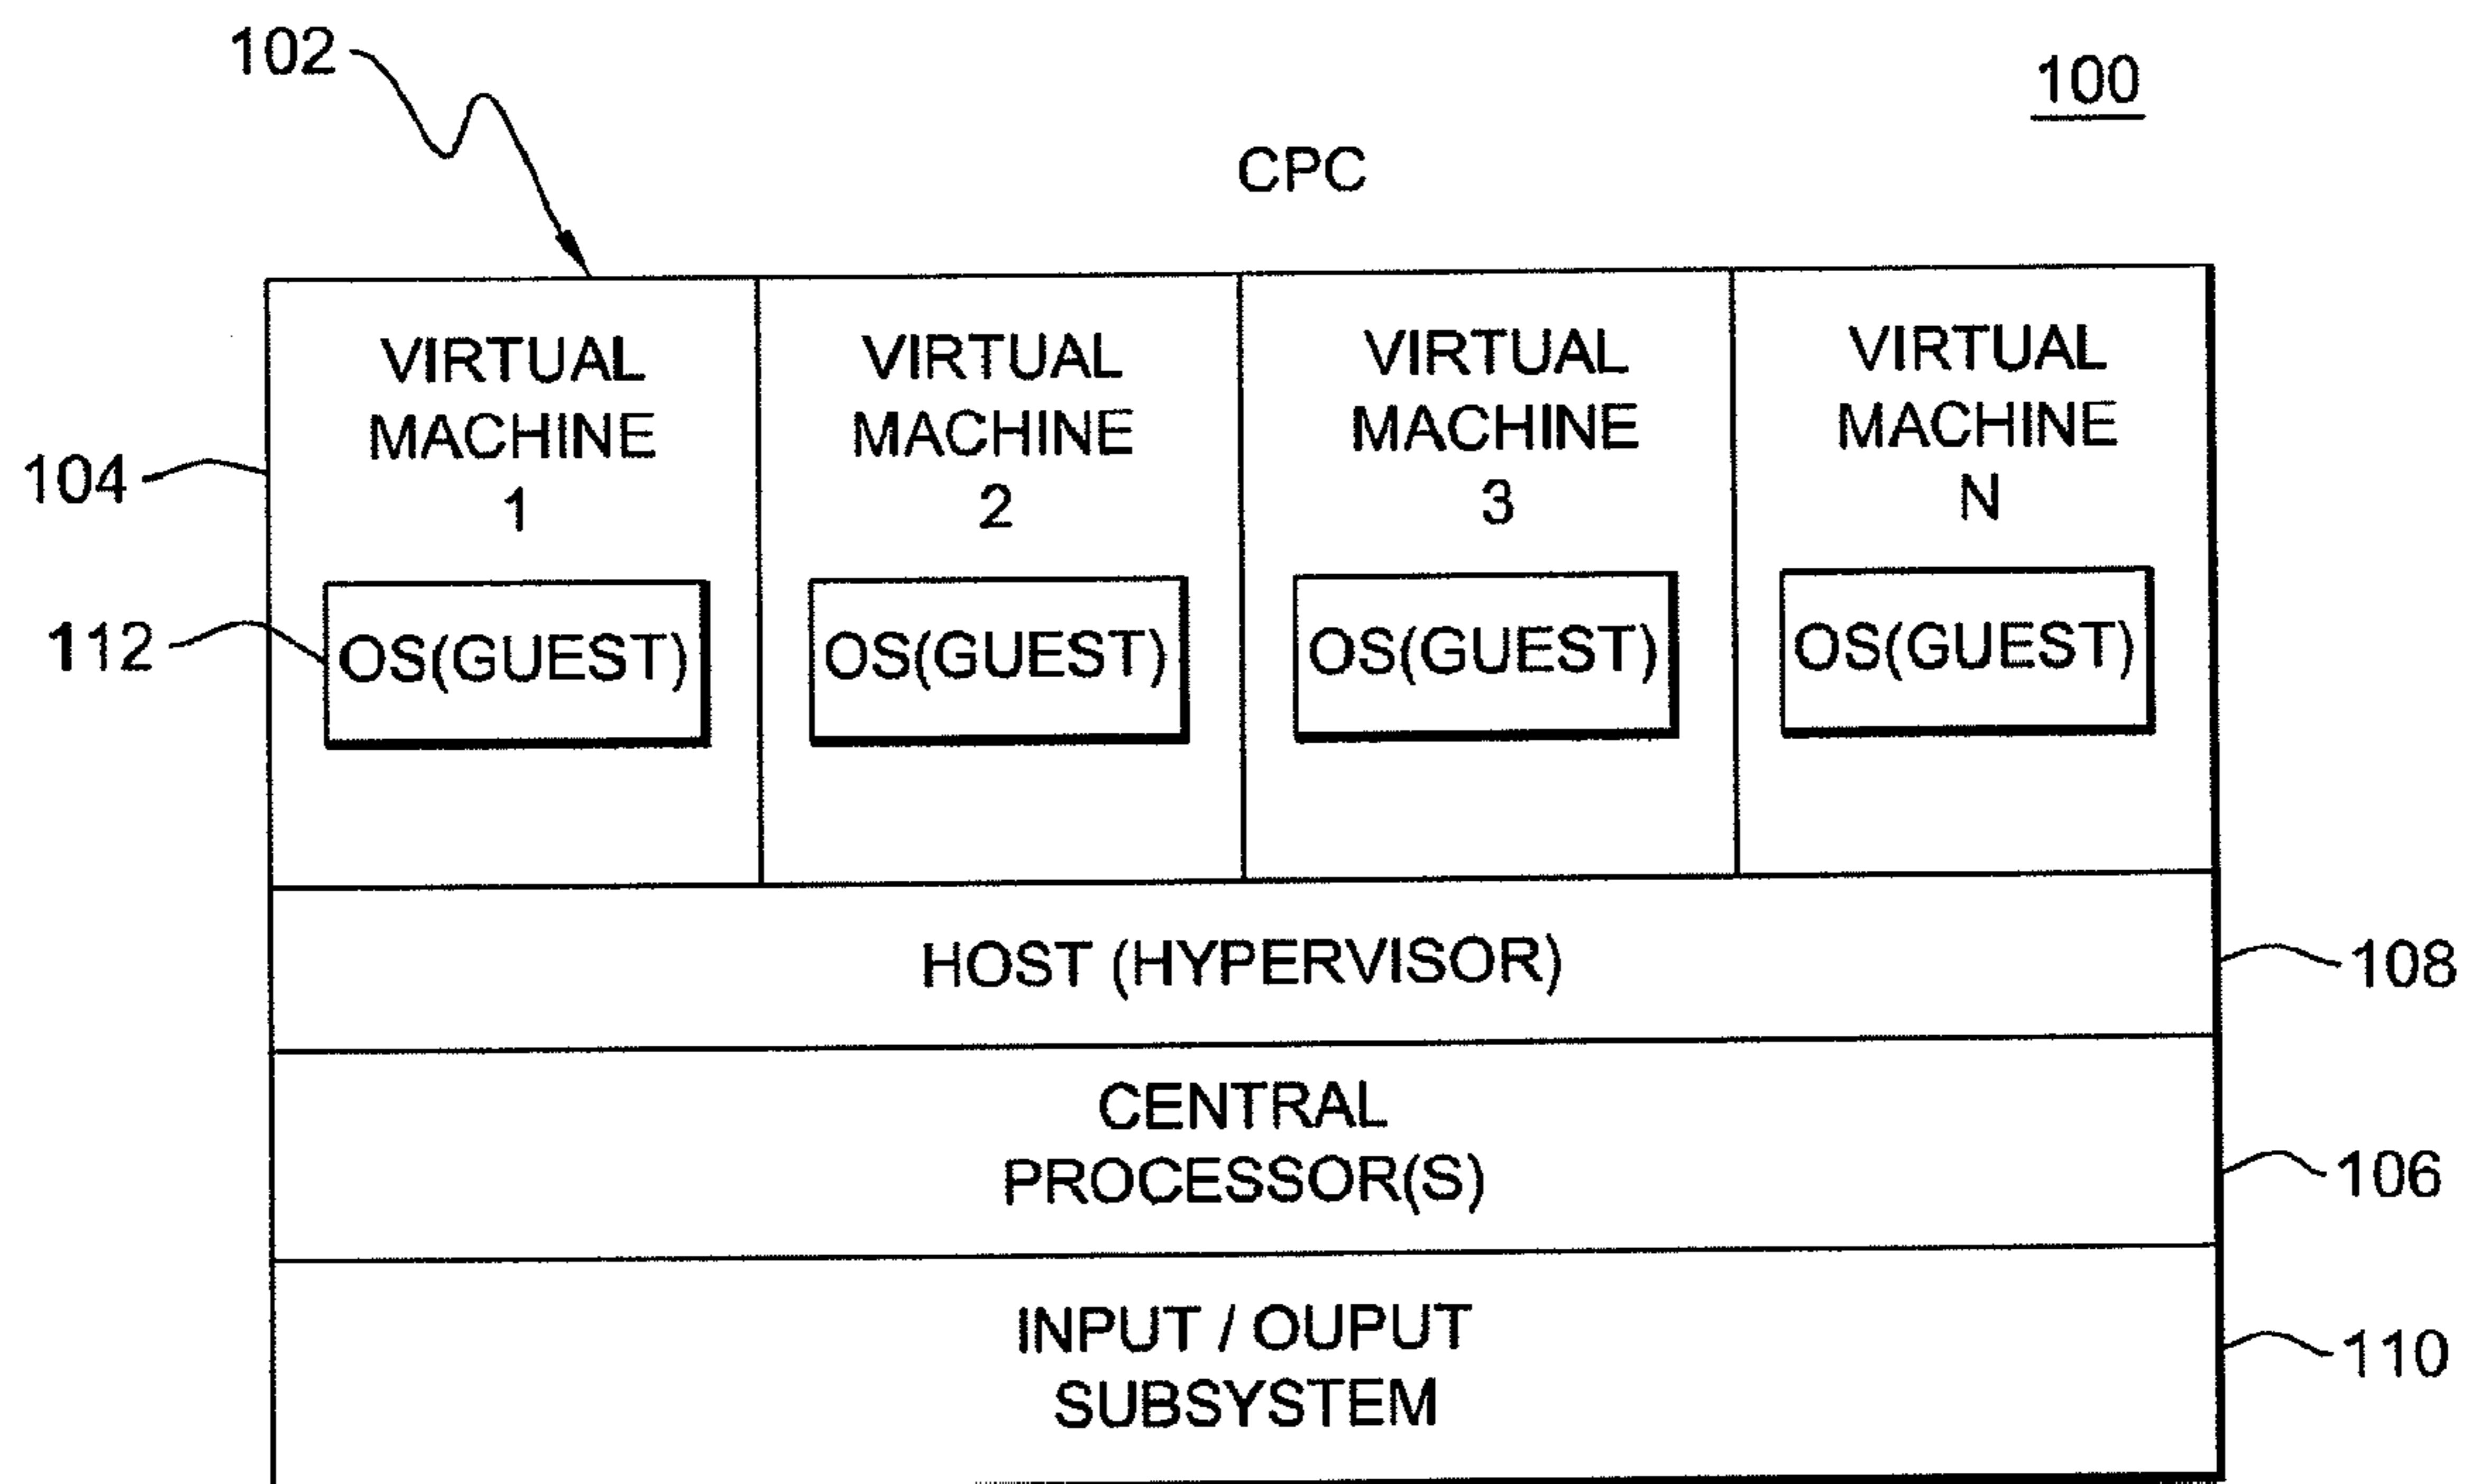 102
100
CPC
VIRTUAL
MACHINE
1
VIRTUAL
MACHINE
2
VIRTUAL
MACHINE
3
VIRTUAL
MACHINE
N
104
112
OS(GUEST)
OS(GUEST)
OS(GUEST)
OS(GUEST)
HOST (HYPERVISOR)
108
CENTRAL
PROCESSOR(S)
106
INPUT / OUPUT
SUBSYSTEM
110